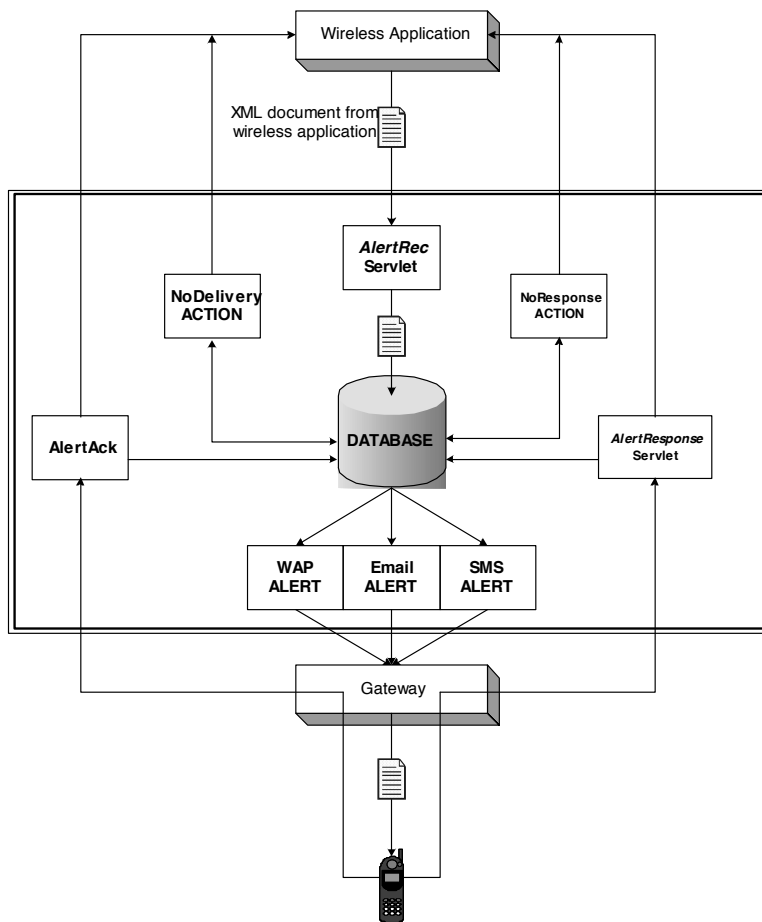 Wireless Application
XML document from
wireless application
AlertRec
Servlet
NoDelivery
ACTION
NoResponse
ACTION
AlertAck
DATABASE
AlertResponse
Servlet
WAP
ALERT
Email
ALERT
SMS
ALERT
Gateway